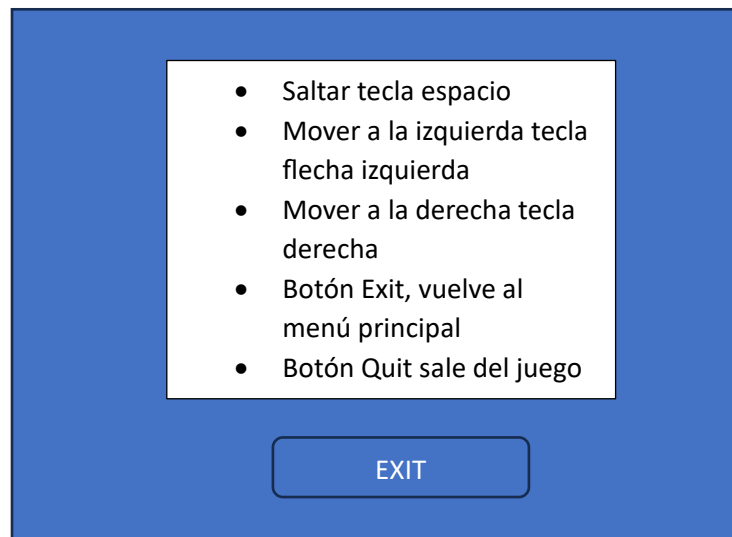 • Saltar tecla espacio
• Mover a la izquierda tecla
flecha izquierda
• Mover a la derecha tecla
derecha
• Botón Exit, vuelve al
menú principal
• Botón Quit sale del juego
EXIT